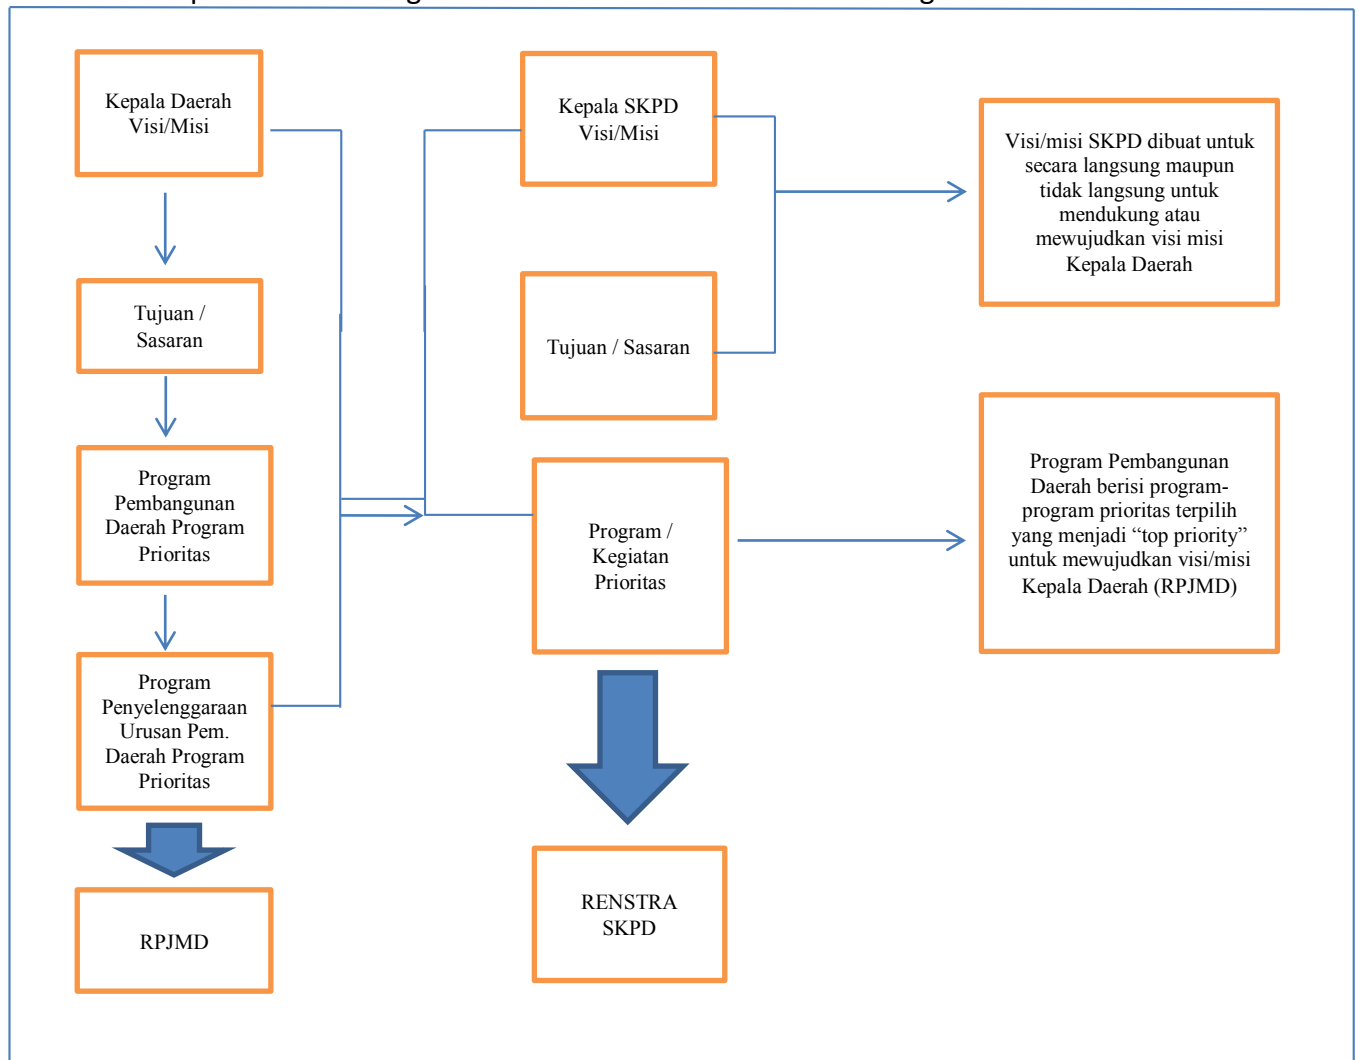 Kepala Daerah
Visi/Misi
Tujuan /
Sasaran
Program
Pembangunan
Daerah Program
Prioritas
Program
Penyelenggaraan
Urusan Pem.
Daerah Program
Prioritas
RPJMD
Kepala SKPD
Visi/Misi
Tujuan / Sasaran
Program /
Kegiatan
Prioritas
RENSTRA
SKPD
Visi/misi SKPD dibuat untuk
secara langsung maupun
tidak langsung untuk
mendukung atau
mewujudkan visi misi
Kepala Daerah
Program Pembangunan
Daerah berisi program-
program prioritas terpilih
yang menjadi “top priority”
untuk mewujudkan visi/misi
Kepala Daerah (RPJMD)